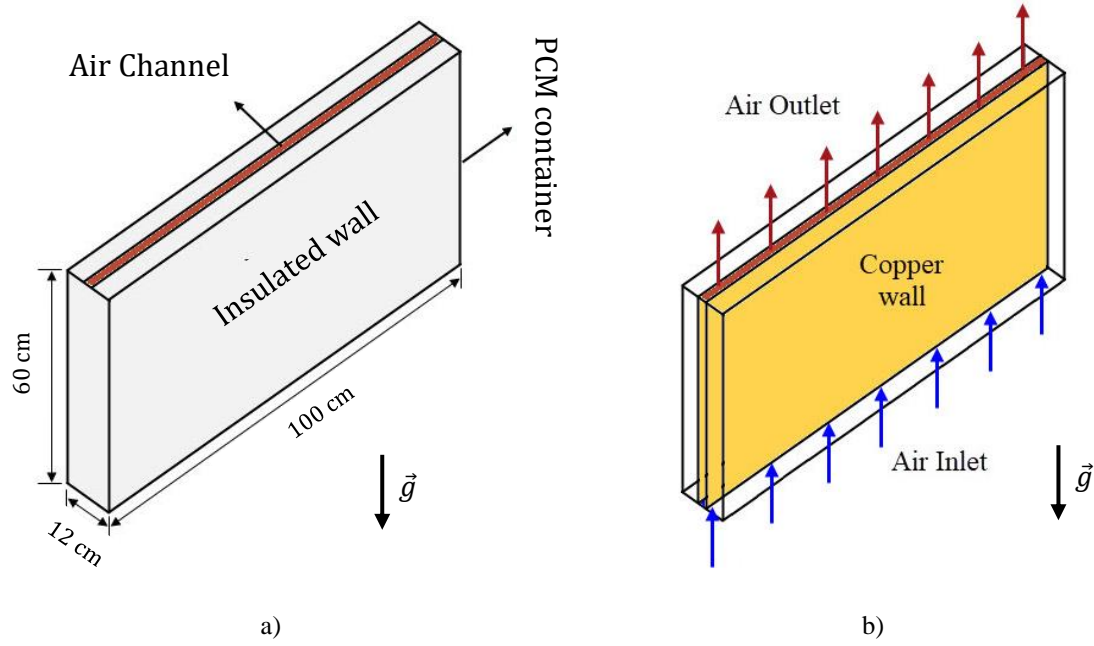 Air Channel
PCM container
Insulated wall
60 cm
100 cm
12 cm
g⃗
a)
Air Outlet
Copper
wall
Air Inlet
g⃗
b)